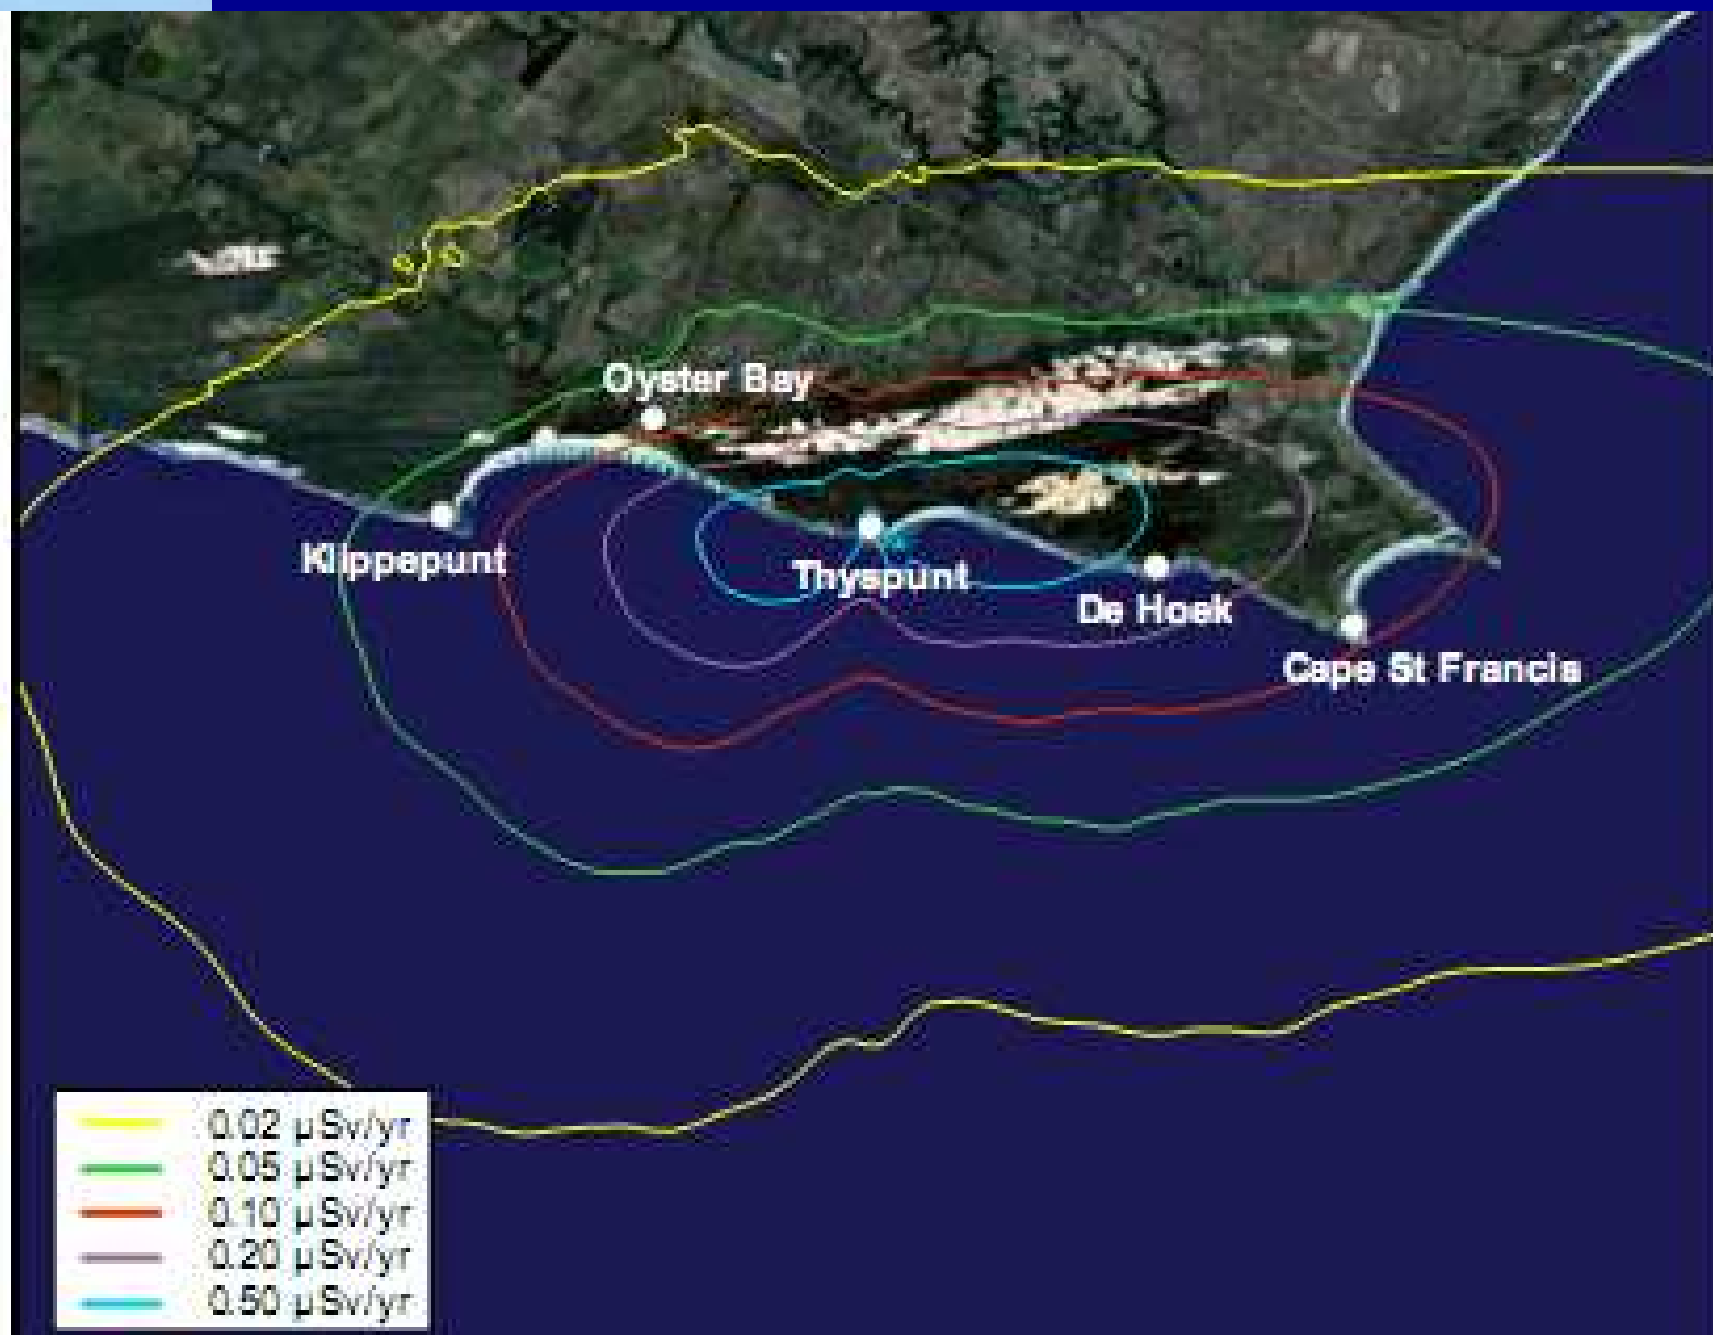 Oyster Bay
Klippepunt
Thyspunt
De Hoek
Cape St Francis
0.02 µSv/yr
0.05 µSv/yr
0.10 µSv/yr
0.20 µSv/yr
0.50 µSv/yr